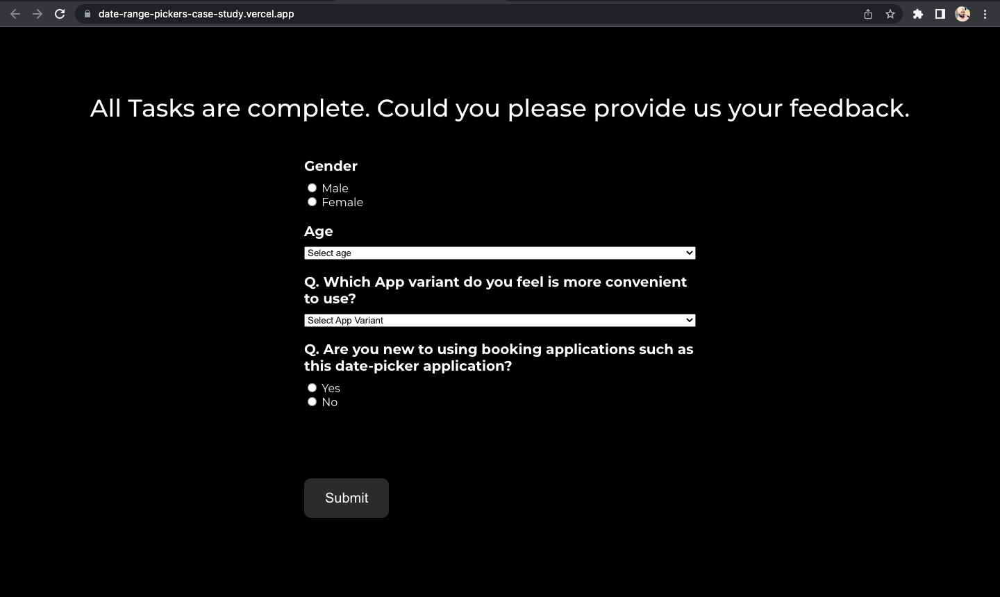 date-range-pickers-case-study.vercel.app
All Tasks are complete. Could you please provide us your feedback.
Gender
Male
Female
Age
Select age
Q. Which App variant do you feel is more convenient
to use?
Select App Variant
Q. Are you new to using booking applications such as
this date-picker application?
Yes
No
Submit